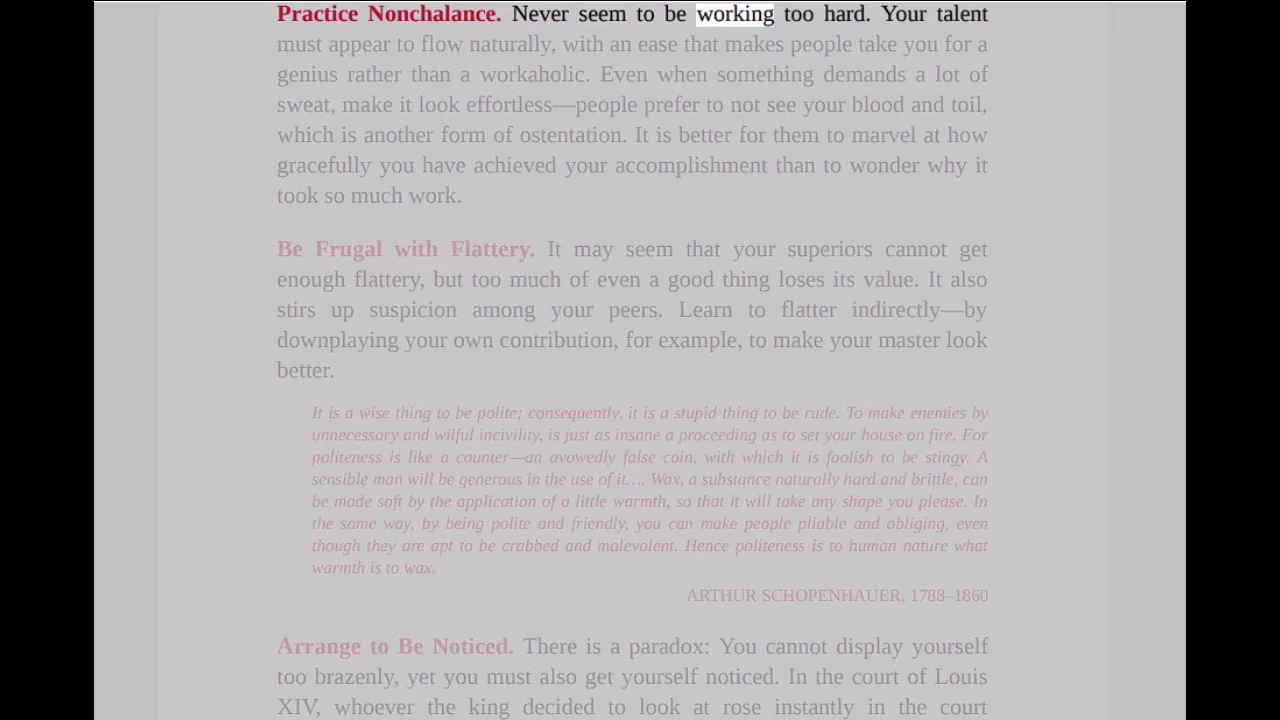 Practice Nonchalance. Never seem to be working too hard. Your talent
must appear to flow naturally, with an ease that makes people take you for a
genius rather than a workaholic. Even when something demands a lot of
sweat, make it look effortless—people prefer to not see your blood and toil,
which is another form of ostentation. It is better for them to marvel at how
gracefully you have achieved your accomplishment than to wonder why it
took so much work.
Be Frugal with Flattery. It may seem that your superiors cannot get
enough flattery, but too much of even a good thing loses its value. It also
stirs up suspicion among your peers. Learn to flatter indirectly—by
downplaying your own contribution, for example, to make your master look
better.
It is a wise thing to be polite; consequently, it is a stupid thing to be rude. To make enemies by
unnecessary and wilful incivility, is just as insane a proceeding as to set your house on fire. For
politeness is like a counter—an avowedly false coin, with which it is foolish to be stingy. A
sensible man will be generous in the use of it.... Wax, a substance naturally hard and brittle, can
be made soft by the application of a little warmth, so that it will take any shape you please. In
the same way, by being polite and friendly, you can make people pliable and obliging, even
though they are apt to be crabbed and malevolent. Hence politeness is to human nature what
warmth is to wax.
ARTHUR SCHOPENHAUER, 1788–1860
Arrange to Be Noticed. There is a paradox: You cannot display yourself
too brazenly, yet you must also get yourself noticed. In the court of Louis
XIV, whoever the king decided to look at rose instantly in the court